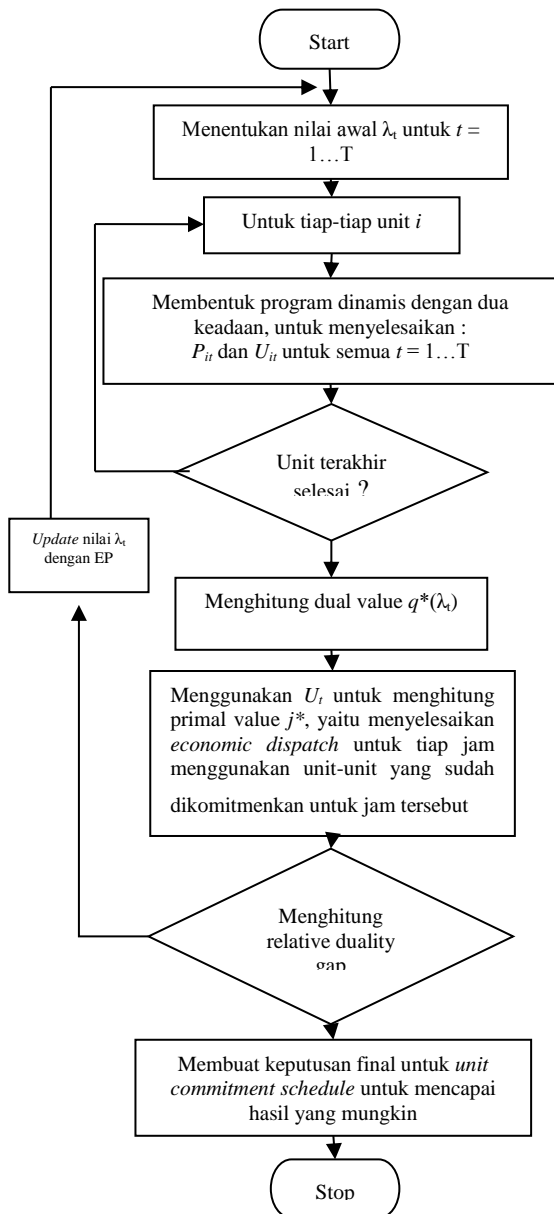 Start
Menentukan nilai awal λt untuk t =
1…T
Untuk tiap-tiap unit i
Membentuk program dinamis dengan dua
keadaan, untuk menyelesaikan :
Pit dan Uit untuk semua t = 1…T
Unit terakhir
selesai ?
Update nilai λt
dengan EP
Menghitung dual value q*(λt)
Menggunakan Ut untuk menghitung
primal value j*, yaitu menyelesaikan
economic dispatch untuk tiap jam
menggunakan unit-unit yang sudah
dikomitmenkan untuk jam tersebut
Menghitung
relative duality
gap
Membuat keputusan final untuk unit
commitment schedule untuk mencapai
hasil yang mungkin
Stop